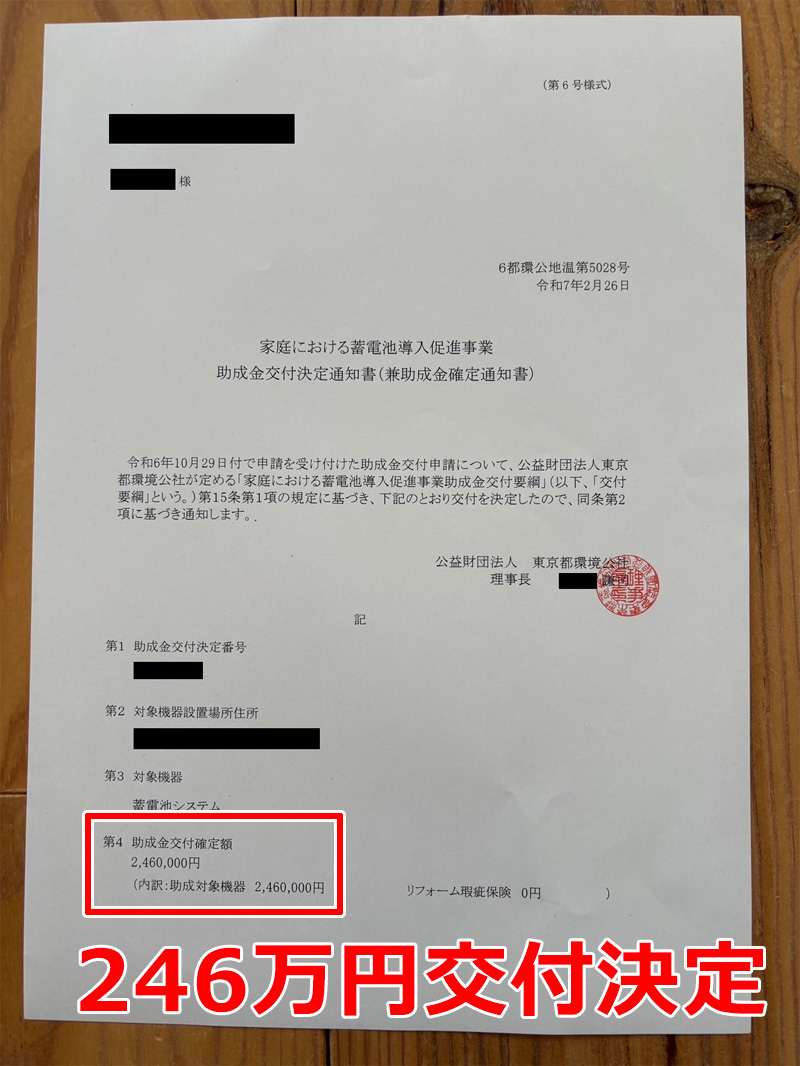 (第6号様式)
様
6都環公地温第5028号
令和7年2月26日
家庭における蓄電池導入促進事業
助成金交付決定通知書(兼助成金確定通知書)
令和6年10月29日付で申請を受け付けた助成金交付申請について、公益財団法人東京
都環境公社が定める「家庭における蓄電池導入促進事業助成金交付要綱」(以下、「交付
要綱」という。)第15条第1項の規定に基づき、下記のとおり交付を決定したので、同条第2
項に基づき通知します。.
公益財団法人 東京都環境公社
理事長
記
第1 助成金交付決定番号
第2 対象機器設置場所住所
第3 対象機器
蓄電池システム
第4 助成金交付確定額
2,460,000円
(内訳:助成対象機器 2,460,000円 リフォーム瑕疵保険 0円 )
246万円交付決定